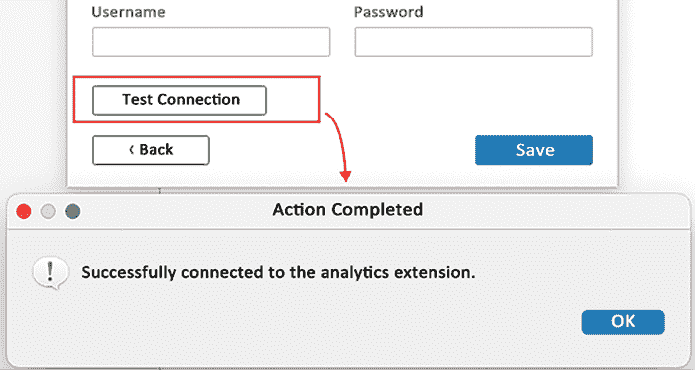 Username Password
Test Connection
‹ Back Save
Action Completed
Successfully connected to the analytics extension.
OK